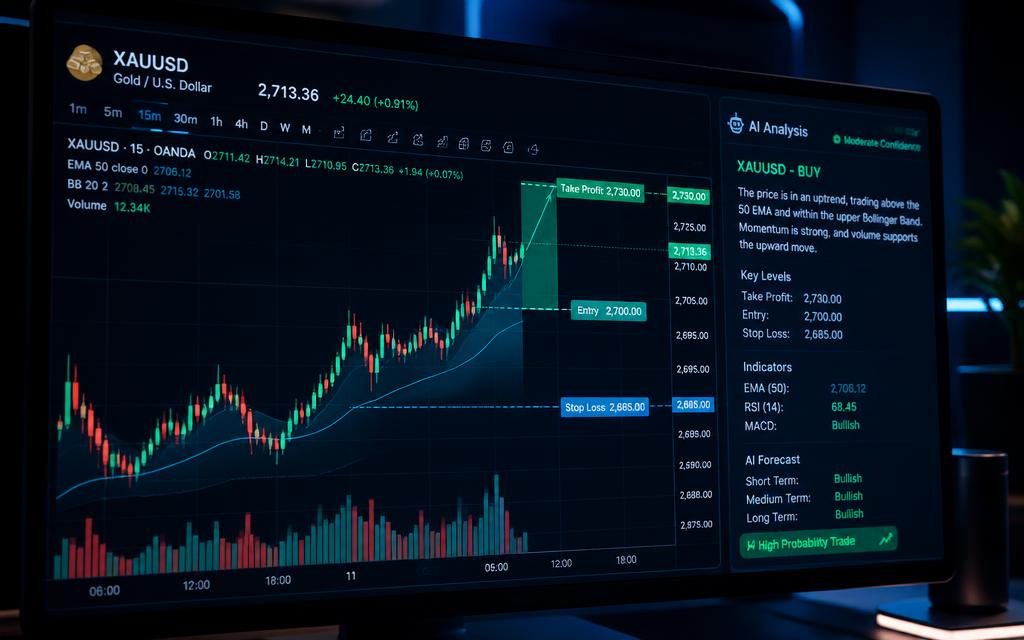 XAUUSD
Gold / U.S. Dollar
2,713.36 +24.40 (+0.91%)
1m 5m 15m 30m 1h 4h D W M
XAUUSD · 15 · OANDA O2711.42 H2714.21 L2710.95 C2713.36 +1.94 (+0.07%)
EMA 50 close 0 2706.12
BB 20 2 2708.45 2715.32 2701.58
Volume 12.34K
Take Profit 2,730.00
Entry 2,700.00
Stop Loss 2,685.00
2,730.00
2,725.00
2,713.36
2,710.00
2,705.00
2,695.00
2,695.00
2,685.00
2,695.00
2,690.00
2,688.00
2,975.00
06:00 12:00 18:00 11 09:00 12:00 18:00
AI Analysis
Moderate Confidence
XAUUSD - BUY
The price is in an uptrend, trading above the
50 EMA and within the upper Bollinger Band.
Momentum is strong, and volume supports
the upward move.
Key Levels
Take Profit: 2,730.00
Entry: 2,700.00
Stop Loss: 2,685.00
Indicators
EMA (50): 2,706.12
RSI (14): 68.45
MACD: Bullish
AI Forecast
Short Term: Bullish
Medium Term: Bullish
Long Term: Bullish
High Probability Trade